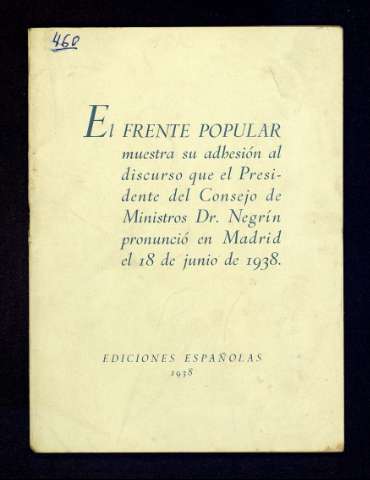 460
El FRENTE POPULAR
muestra su adhesión al
discurso que el Presi-
dente del Consejo de
Ministros Dr. Negrín
pronunció en Madrid
el 18 de junio de 1938.
EDICIONES ESPAÑOLAS
1938